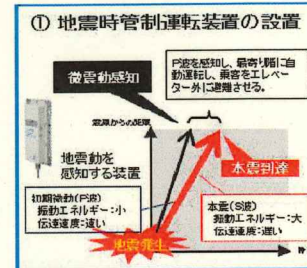 ① 地震時管制運転装置の設置
P波を感知し、最寄り階に自
動運転し、乗客をエレベー
ター外に避難させる。
微震動感知
震源からの距離
地震動を
感知する装置
本震到達
初期微動(P波)
振動エネルギー:小
伝達速度:速い
本震(S波)
振動エネルギー:大
伝達速度:遅い
地震発生